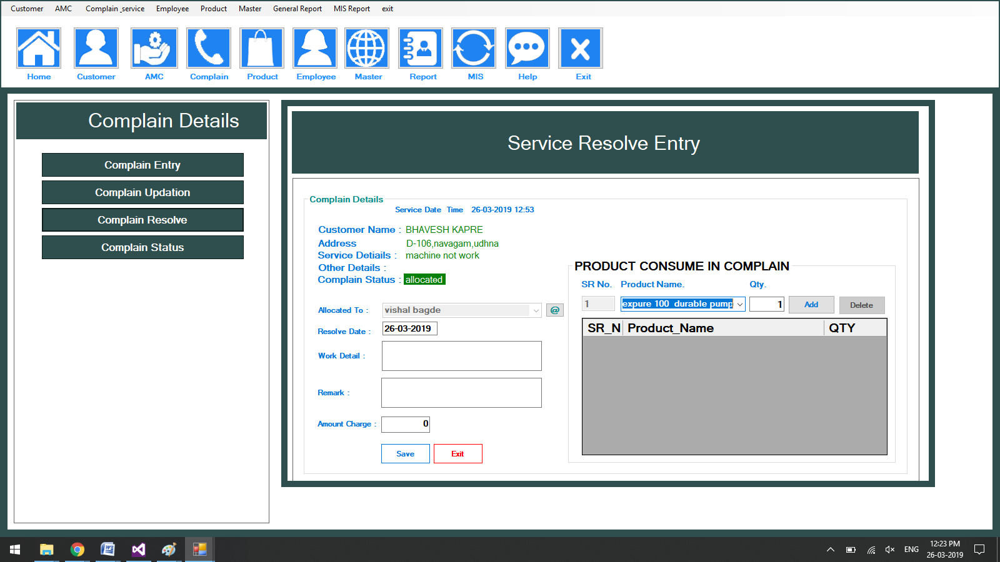 Customer AMC Complain_service Employee Product Master General Report MIS Report exit
Home Customer AMC Complain Product Employee Master Report MIS Help Exit
Complain Details
Complain Entry
Complain Updation
Complain Resolve
Complain Status
Service Resolve Entry
Complain Details
Service Date Time 26-03-2019 12:53
Customer Name : BHAVESH KAPRE
Address D-106,navagam,udhna
Service Detiails : machine not work
Other Details :
Complain Status : allocated
Allocated To : vishal bagde @
Resolve Date : 26-03-2019
Work Detail :
Remark :
Amount Charge : 0
Save Exit
PRODUCT CONSUME IN COMPLAIN
SR No. Product Name. Qty.
1 expure 100 durable pump 1 Add Delete
SR_N Product_Name QTY
ENG 12:23 PM
26-03-2019